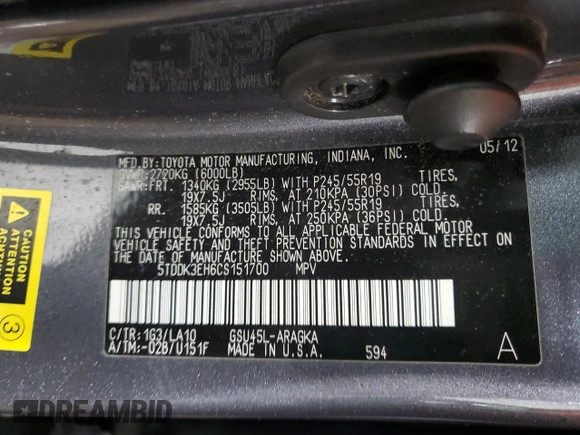 MFD.BY:TOYOTA MOTOR MANUFACTURING, INDIANA, INC. 05/12
GVWR:2720KG (6000LB)
GAWR:FRT. 1340KG (2955LB) WITH P245/55R19 TIRES,
19X7.5J RIMS, AT 210KPA (30PSI) COLD.
RR. 1585KG (3505LB) WITH P245/55R19 TIRES,
19X7.5J RIMS, AT 250KPA (36PSI) COLD.
THIS VEHICLE CONFORMS TO ALL APPLICABLE FEDERAL MOTOR
VEHICLE SAFETY AND THEFT PREVENTION STANDARDS IN EFFECT
ON THE DATE OF MANUFACTURE SHOWN ABOVE.
5TDDK3EH6CS151700 MPV
C/TR:1G3/LA10 GSU45L-ARAGKA
A/TM:-02B/U151F MADE IN U.S.A. 594 A
3
DREAMBID